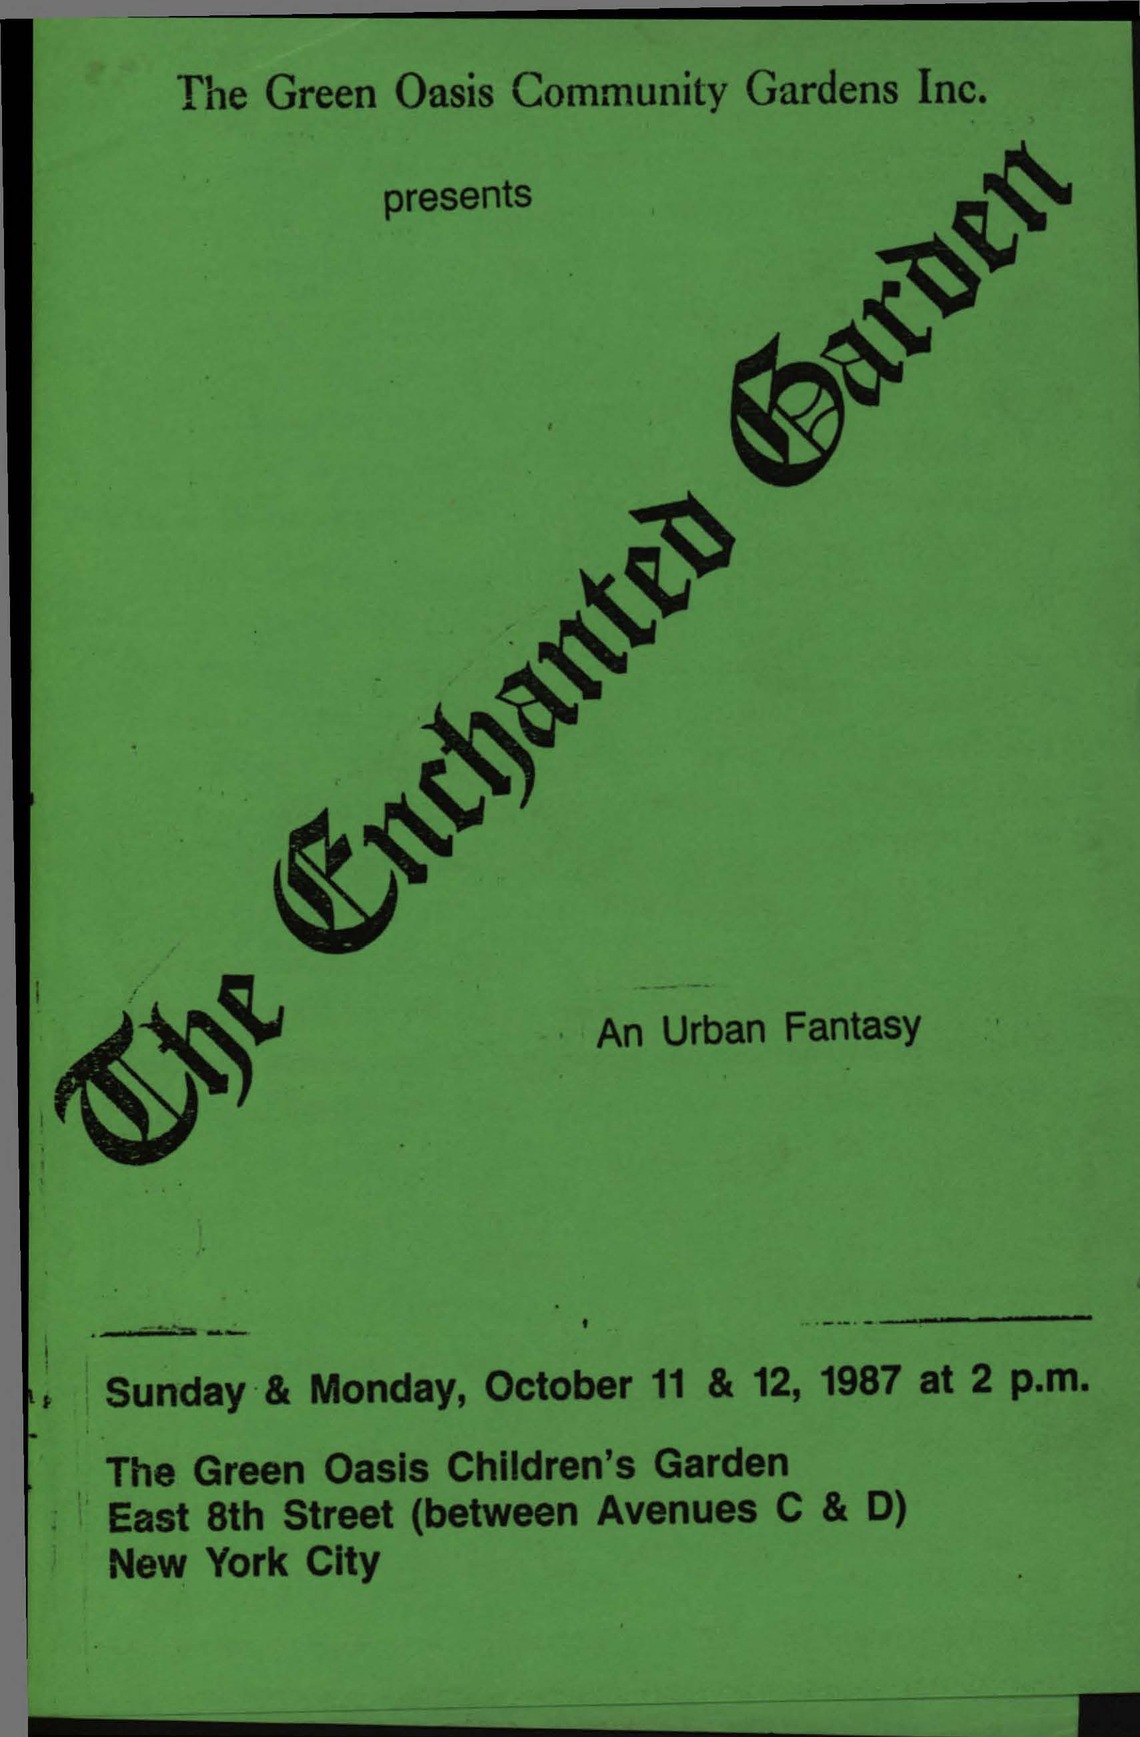 The Green Oasis Community Gardens Inc.
presents
The Enchanted Garden
An Urban Fantasy
Sunday & Monday, October 11 & 12, 1987 at 2 p.m.
The Green Oasis Children's Garden
East 8th Street (between Avenues C & D)
New York City